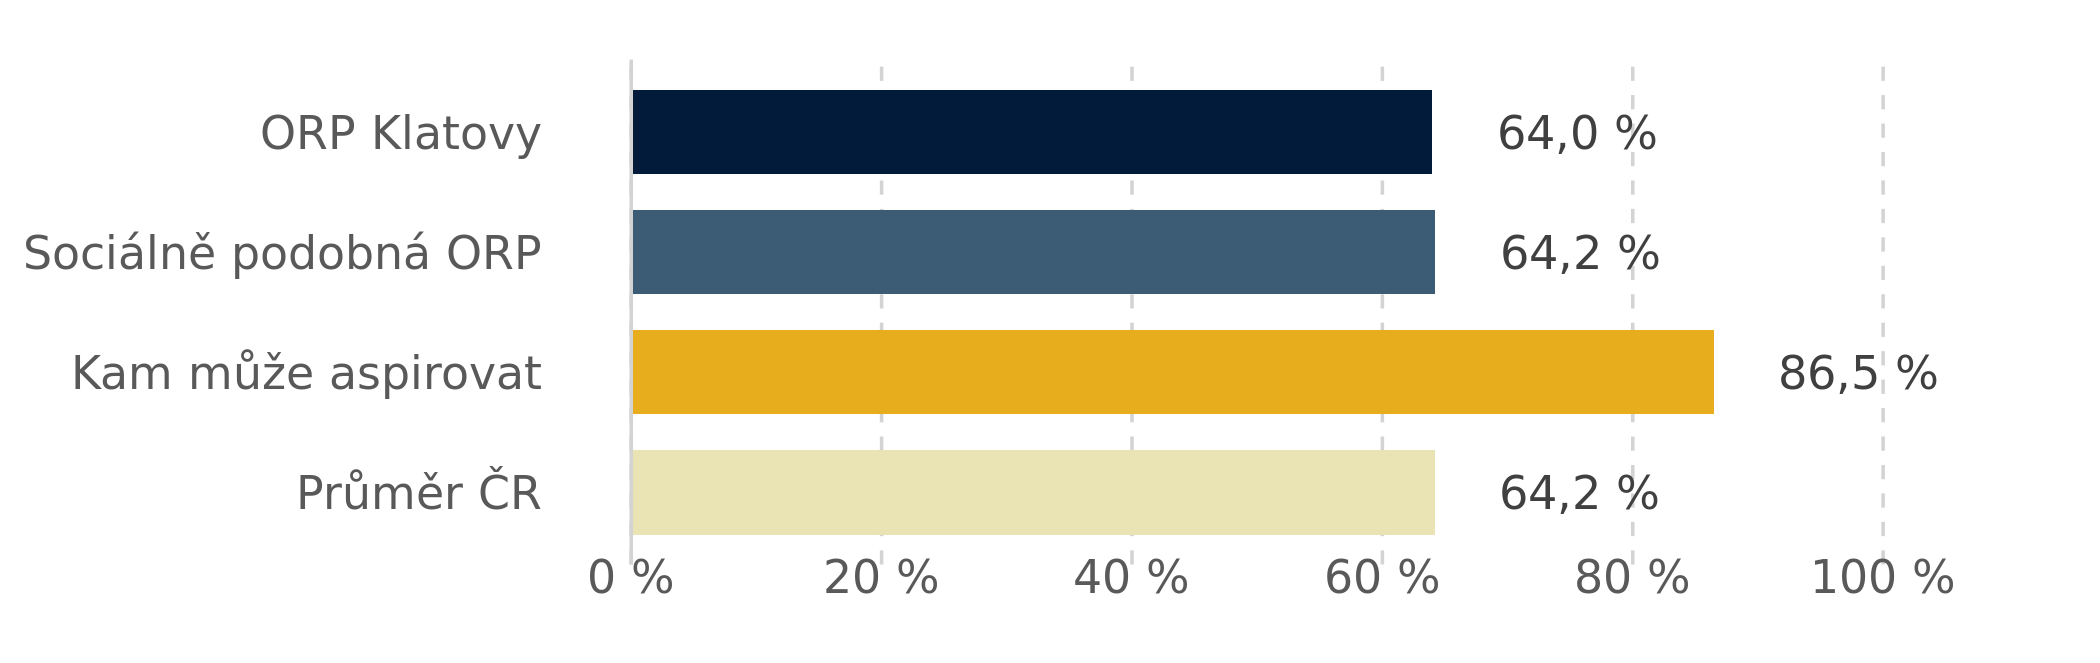 ORP Klatovy 64,0 %
Sociálně podobná ORP 64,2 %
Kam může aspirovat 86,5 %
Průměr ČR 64,2 %
0 % 20 % 40 % 60 % 80 % 100 %